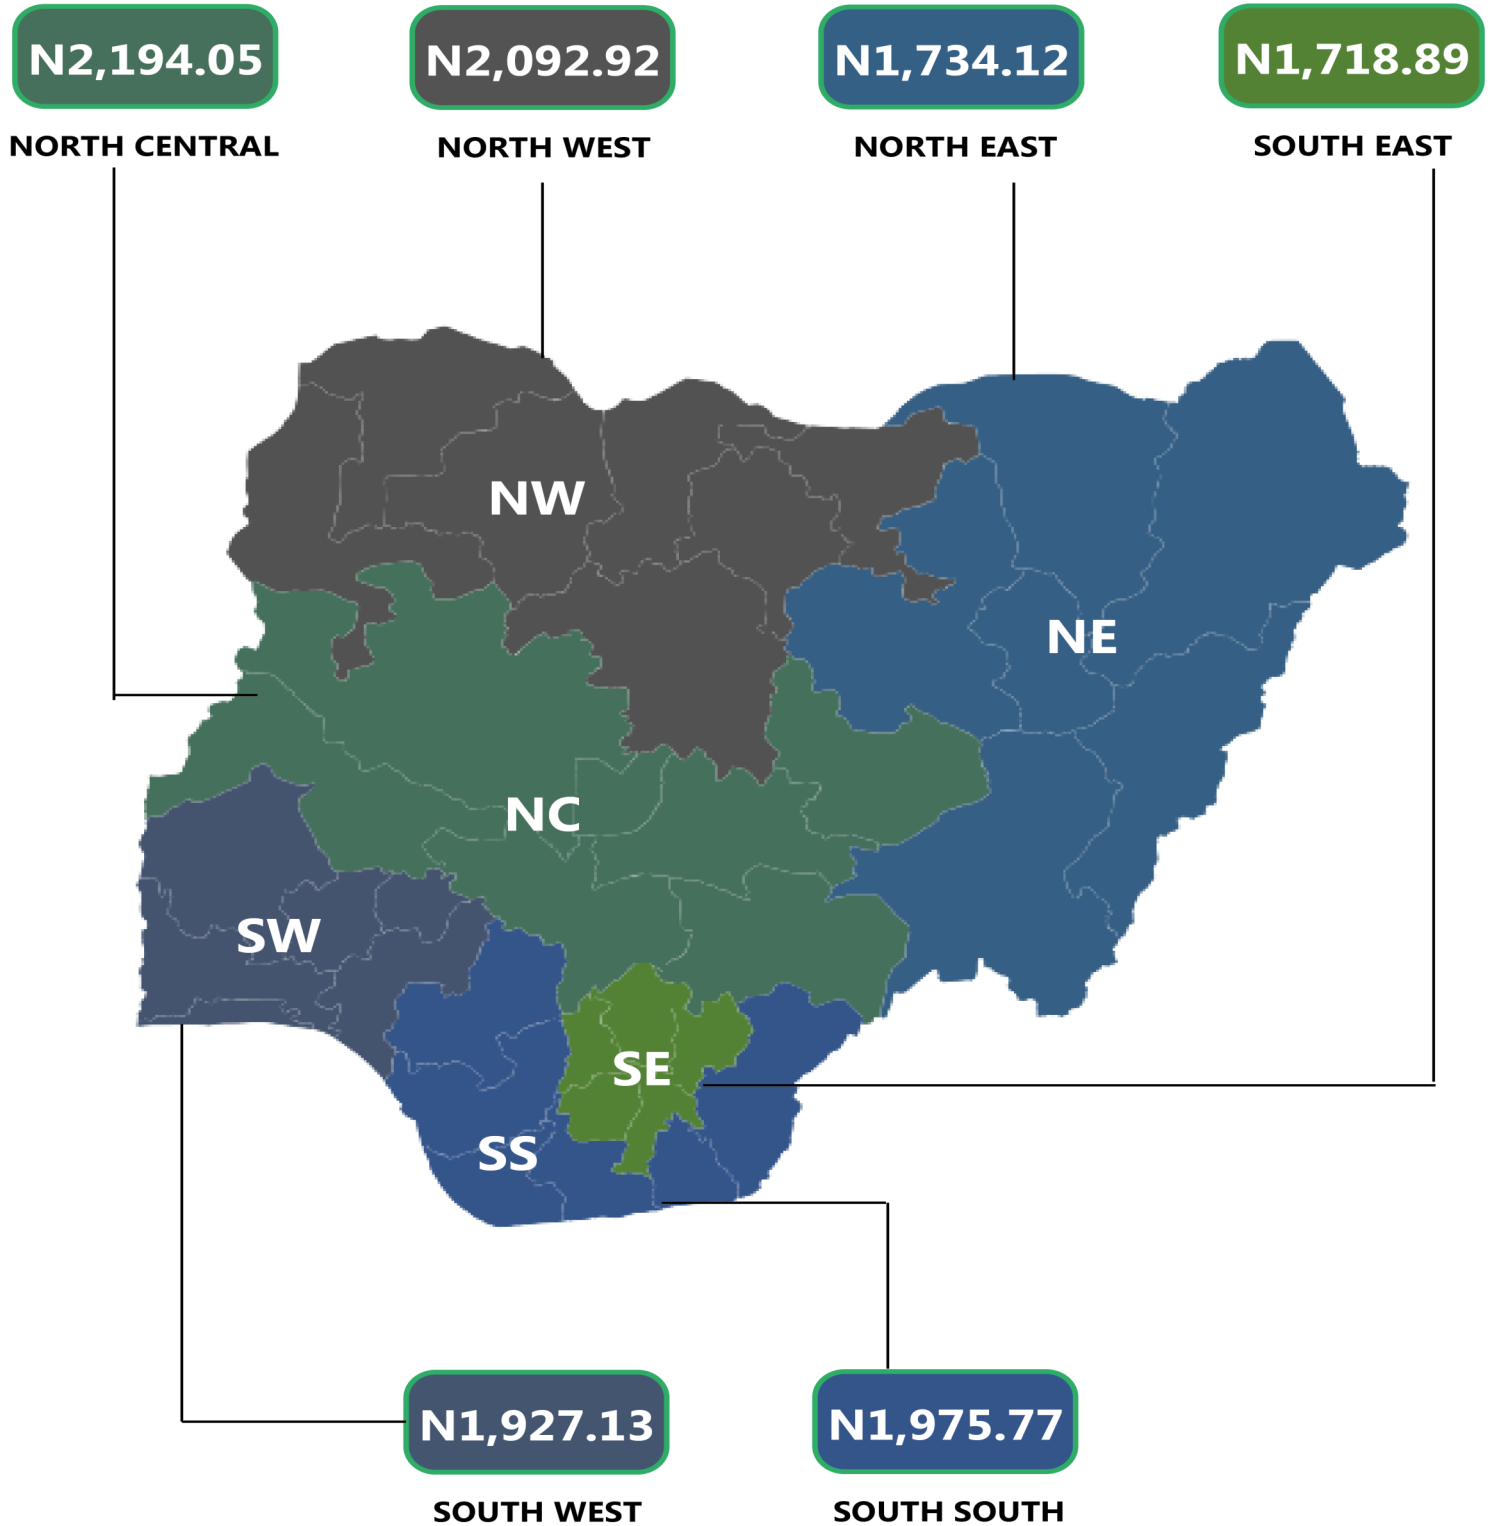 N2,194.05
NORTH CENTRAL
N2,092.92
NORTH WEST
N1,734.12
NORTH EAST
N1,718.89
SOUTH EAST
NW
NE
NC
SW
SE
SS
N1,927.13
SOUTH WEST
N1,975.77
SOUTH SOUTH